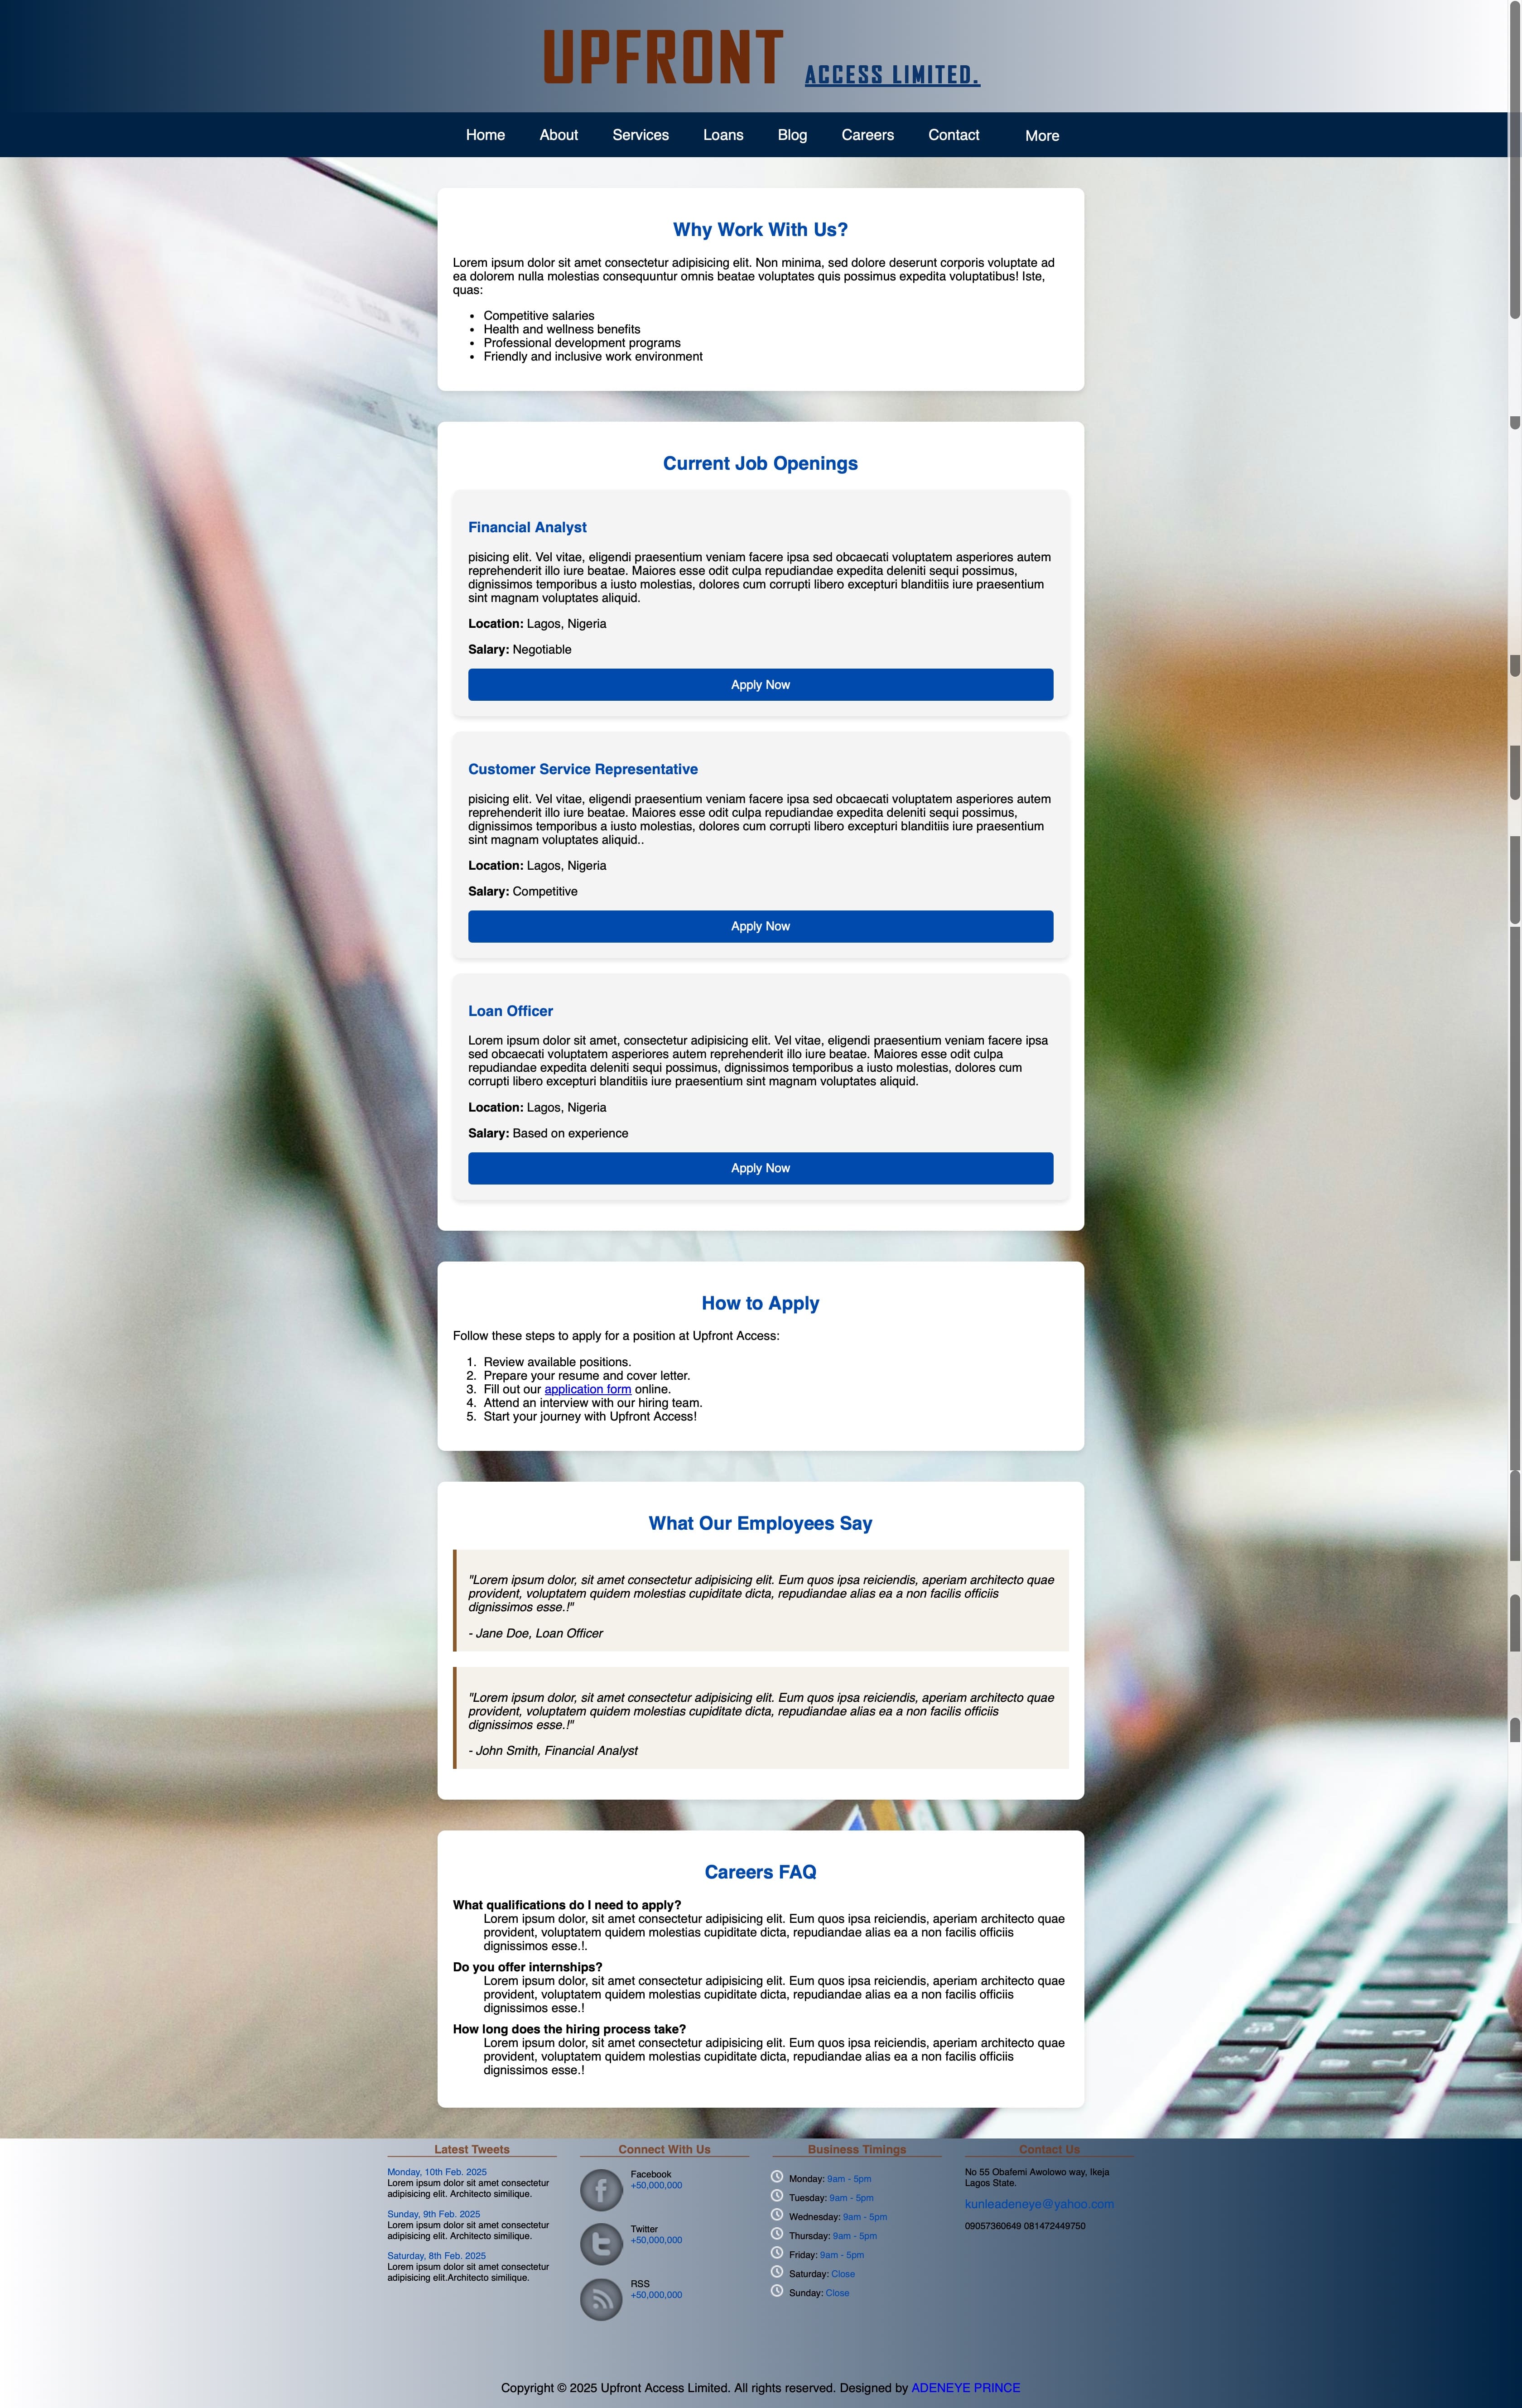 UPFRONT ACCESS LIMITED.
Home About Services Loans Blog Careers Contact More
Why Work With Us?
Lorem ipsum dolor sit amet consectetur adipisicing elit. Non minima, sed dolore deserunt corporis voluptate ad
ea dolorem nulla molestias consequuntur omnis beatae voluptates quis possimus expedita voluptatibus! Iste,
quas:
• Competitive salaries
• Health and wellness benefits
• Professional development programs
• Friendly and inclusive work environment
Current Job Openings
Financial Analyst
pisicing elit. Vel vitae, eligendi praesentium veniam facere ipsa sed obcaecati voluptatem asperiores autem
reprehenderit illo iure beatae. Maiores esse odit culpa repudiandae expedita deleniti sequi possimus,
dignissimos temporibus a iusto molestias, dolores cum corrupti libero excepturi blanditiis iure praesentium
sint magnam voluptates aliquid.
Location: Lagos, Nigeria
Salary: Negotiable
Apply Now
Customer Service Representative
pisicing elit. Vel vitae, eligendi praesentium veniam facere ipsa sed obcaecati voluptatem asperiores autem
reprehenderit illo iure beatae. Maiores esse odit culpa repudiandae expedita deleniti sequi possimus,
dignissimos temporibus a iusto molestias, dolores cum corrupti libero excepturi blanditiis iure praesentium
sint magnam voluptates aliquid..
Location: Lagos, Nigeria
Salary: Competitive
Apply Now
Loan Officer
Lorem ipsum dolor sit amet, consectetur adipisicing elit. Vel vitae, eligendi praesentium veniam facere ipsa
sed obcaecati voluptatem asperiores autem reprehenderit illo iure beatae. Maiores esse odit culpa
repudiandae expedita deleniti sequi possimus, dignissimos temporibus a iusto molestias, dolores cum
corrupti libero excepturi blanditiis iure praesentium sint magnam voluptates aliquid.
Location: Lagos, Nigeria
Salary: Based on experience
Apply Now
How to Apply
Follow these steps to apply for a position at Upfront Access:
1. Review available positions.
2. Prepare your resume and cover letter.
3. Fill out our application form online.
4. Attend an interview with our hiring team.
5. Start your journey with Upfront Access!
What Our Employees Say
"Lorem ipsum dolor, sit amet consectetur adipisicing elit. Eum quos ipsa reiciendis, aperiam architecto quae
provident, voluptatem quidem molestias cupiditate dicta, repudiandae alias ea a non facilis officiis
dignissimos esse.!"
- Jane Doe, Loan Officer
"Lorem ipsum dolor, sit amet consectetur adipisicing elit. Eum quos ipsa reiciendis, aperiam architecto quae
provident, voluptatem quidem molestias cupiditate dicta, repudiandae alias ea a non facilis officiis
dignissimos esse.!"
- John Smith, Financial Analyst
Careers FAQ
What qualifications do I need to apply?
Lorem ipsum dolor, sit amet consectetur adipisicing elit. Eum quos ipsa reiciendis, aperiam architecto quae
provident, voluptatem quidem molestias cupiditate dicta, repudiandae alias ea a non facilis officiis
dignissimos esse.!.
Do you offer internships?
Lorem ipsum dolor, sit amet consectetur adipisicing elit. Eum quos ipsa reiciendis, aperiam architecto quae
provident, voluptatem quidem molestias cupiditate dicta, repudiandae alias ea a non facilis officiis
dignissimos esse.!
How long does the hiring process take?
Lorem ipsum dolor, sit amet consectetur adipisicing elit. Eum quos ipsa reiciendis, aperiam architecto quae
provident, voluptatem quidem molestias cupiditate dicta, repudiandae alias ea a non facilis officiis
dignissimos esse.!
Latest Tweets
Monday, 10th Feb. 2025
Lorem ipsum dolor sit amet consectetur
adipisicing elit. Architecto similique.
Sunday, 9th Feb. 2025
Lorem ipsum dolor sit amet consectetur
adipisicing elit. Architecto similique.
Saturday, 8th Feb. 2025
Lorem ipsum dolor sit amet consectetur
adipisicing elit.Architecto similique.
Connect With Us
Facebook
+50,000,000
Twitter
+50,000,000
RSS
+50,000,000
Business Timings
Monday: 9am - 5pm
Tuesday: 9am - 5pm
Wednesday: 9am - 5pm
Thursday: 9am - 5pm
Friday: 9am - 5pm
Saturday: Close
Sunday: Close
Contact Us
No 55 Obafemi Awolowo way, Ikeja
Lagos State.
kunleadeneye@yahoo.com
09057360649 081472449750
Copyright © 2025 Upfront Access Limited. All rights reserved. Designed by ADENEYE PRINCE